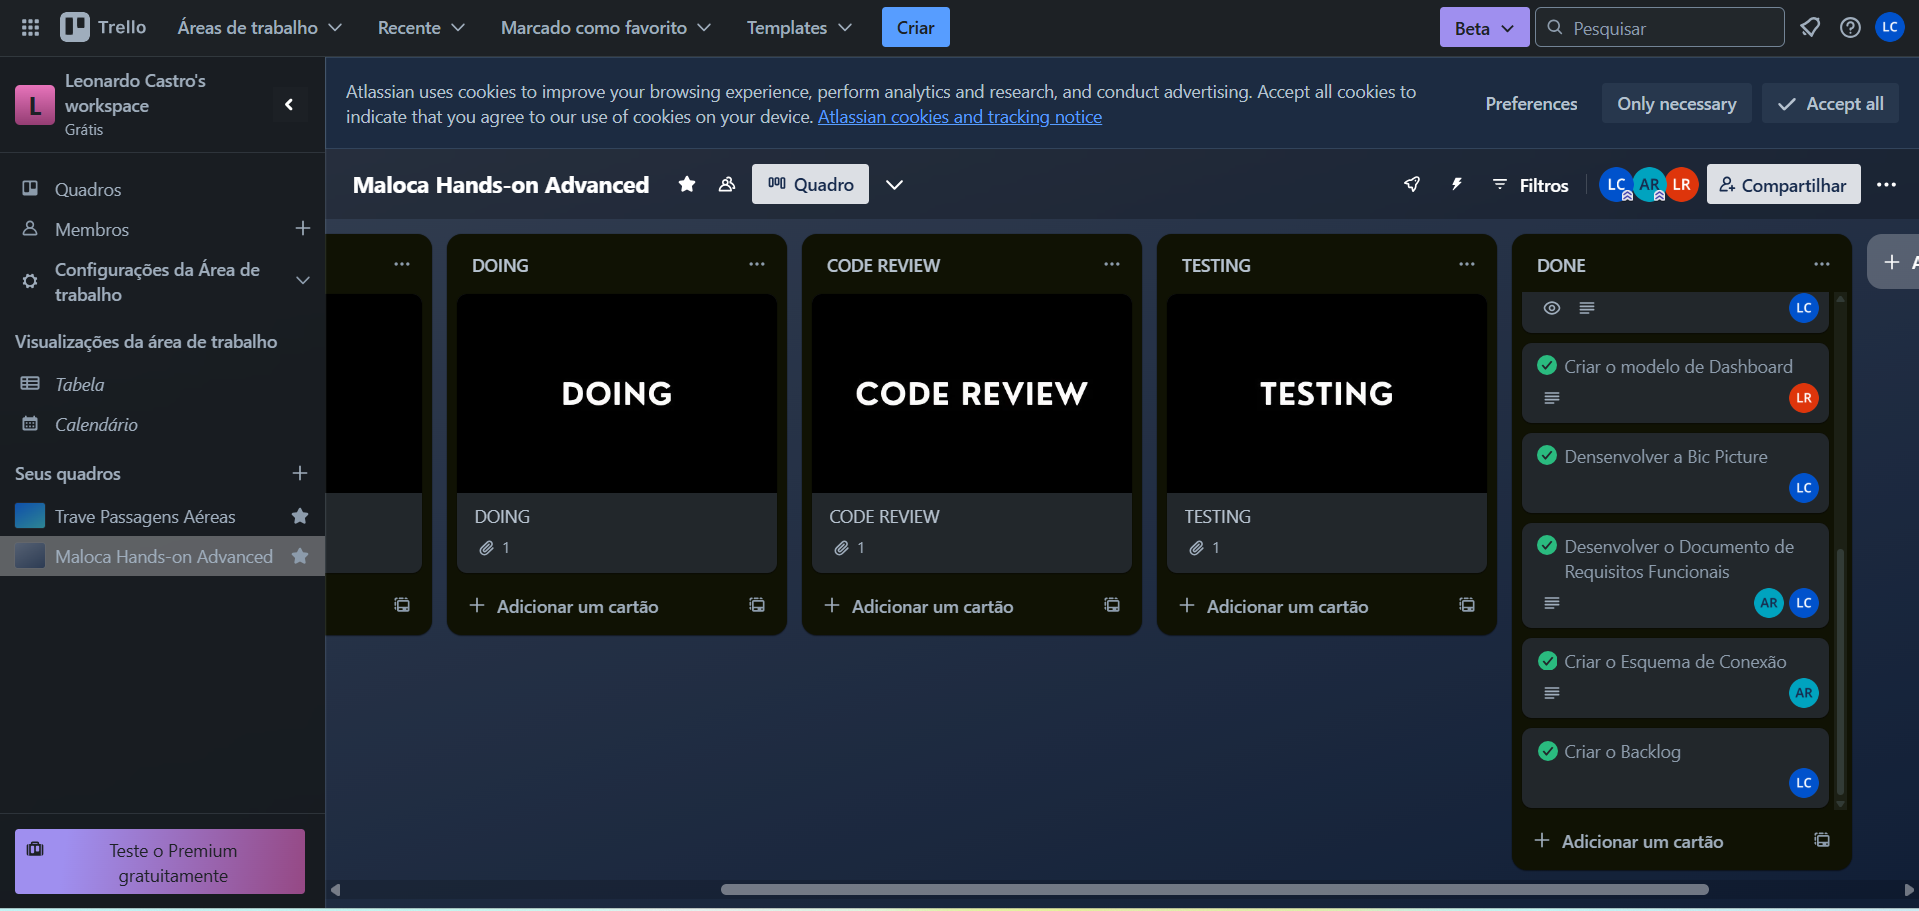 Trello
Áreas de trabalho
Recente
Marcado como favorito
Templates
Criar
Beta
Pesquisar
LC
L
Leonardo Castro's
workspace
Grátis
Atlassian uses cookies to improve your browsing experience, perform analytics and research, and conduct advertising. Accept all cookies to
indicate that you agree to our use of cookies on your device. Atlassian cookies and tracking notice
Preferences
Only necessary
Accept all
Quadros
Membros
Configurações da Área de
trabalho
Visualizações da área de trabalho
Tabela
Calendário
Seus quadros
Trave Passagens Aéreas
Maloca Hands-on Advanced
Teste o Premium
gratuitamente
Maloca Hands-on Advanced
Quadro
Filtros
LC
AR
LR
Compartilhar
DOING
DOING
DOING
1
Adicionar um cartão
CODE REVIEW
CODE REVIEW
CODE REVIEW
1
Adicionar um cartão
TESTING
TESTING
TESTING
1
Adicionar um cartão
DONE
LC
Criar o modelo de Dashboard
LR
Densenvolver a Bic Picture
LC
Desenvolver o Documento de
Requisitos Funcionais
AR
LC
Criar o Esquema de Conexão
AR
Criar o Backlog
LC
Adicionar um cartão